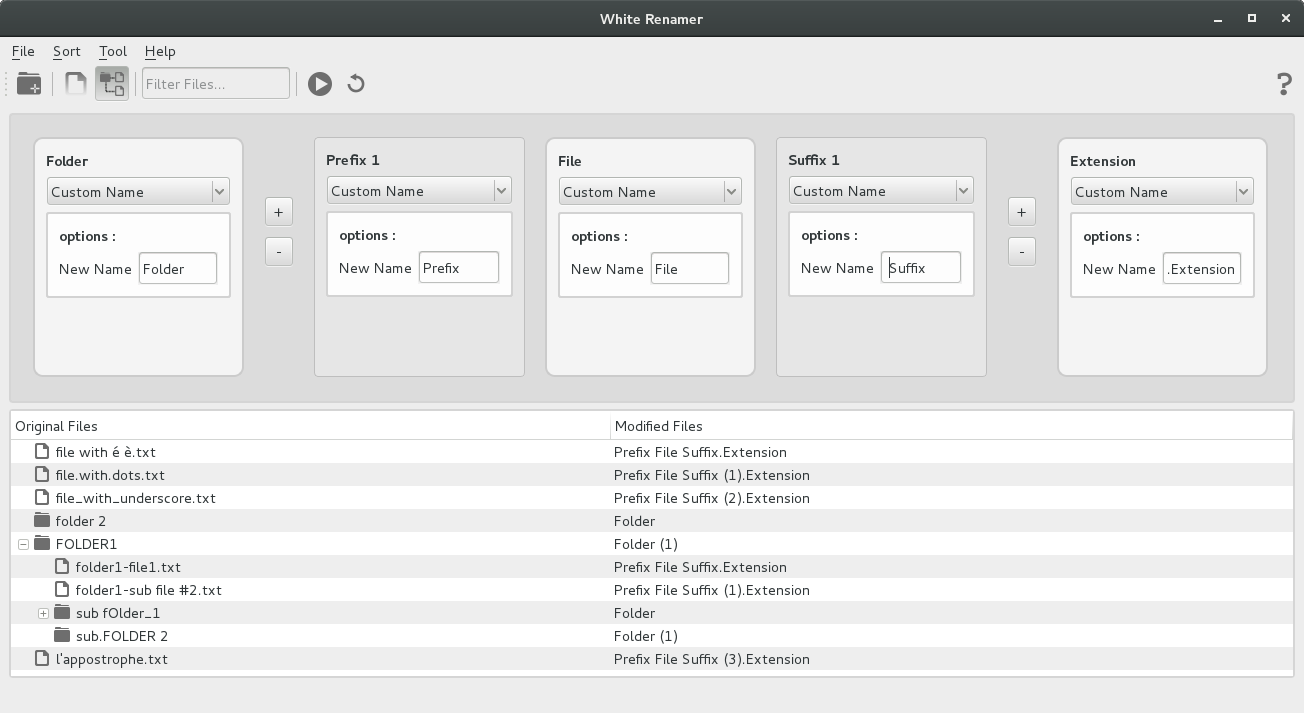 White Renamer
File Sort Tool Help
Filter Files...
?
Folder
Custom Name
options :
New Name Folder
+
-
Prefix 1
Custom Name
options :
New Name Prefix
File
Custom Name
options :
New Name File
Suffix 1
Custom Name
options :
New Name Suffix
+
-
Extension
Custom Name
options :
New Name .Extension
Original Files Modified Files
file with é è.txt Prefix File Suffix.Extension
file.with.dots.txt Prefix File Suffix (1).Extension
file_with_underscore.txt Prefix File Suffix (2).Extension
folder 2 Folder
FOLDER1 Folder (1)
folder1-file1.txt Prefix File Suffix.Extension
folder1-sub file #2.txt Prefix File Suffix (1).Extension
sub fOlder_1 Folder
sub.FOLDER 2 Folder (1)
l'appostrophe.txt Prefix File Suffix (3).Extension